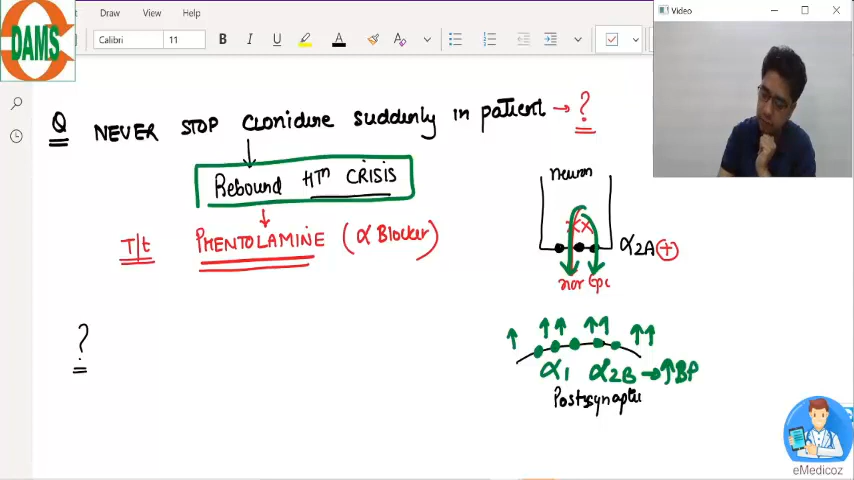 DAMS
Draw View Help
Calibri 11 B I U A
Video
Q NEVER STOP Clonidine suddenly in patient → ?
Rebound HTn CRISIS
T/t PHENTOLAMINE (α Blocker)
?
neuron
α2A +
nor Epi
↑ ↑↑ ↑↑ ↑↑
α1 α2B → ↑BP
Postsynaptic
eMedicoz